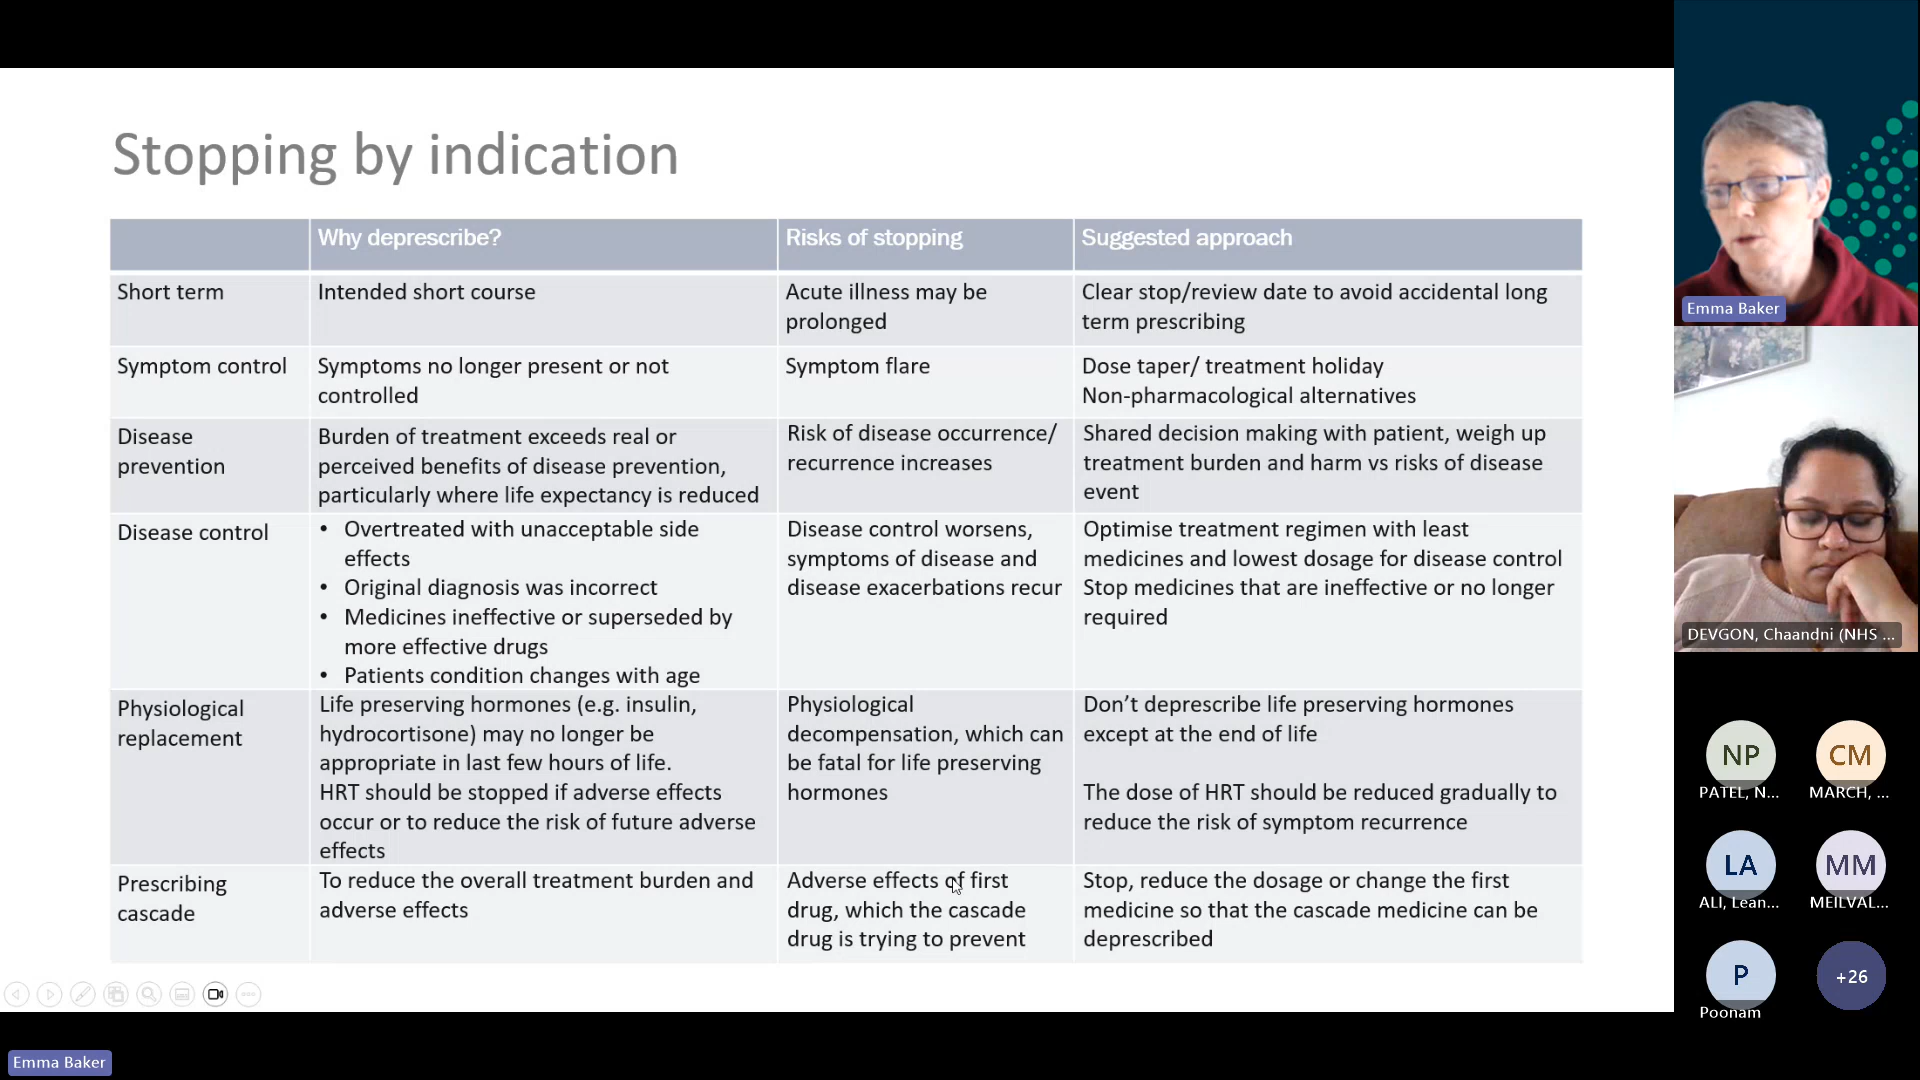 Stopping by indication
Why deprescribe?
Risks of stopping
Suggested approach
Short term
Intended short course
Acute illness may be
prolonged
Clear stop/review date to avoid accidental long
term prescribing
Symptom control
Symptoms no longer present or not
controlled
Symptom flare
Dose taper/ treatment holiday
Non-pharmacological alternatives
Disease
prevention
Burden of treatment exceeds real or
perceived benefits of disease prevention,
particularly where life expectancy is reduced
Risk of disease occurrence/
recurrence increases
Shared decision making with patient, weigh up
treatment burden and harm vs risks of disease
event
Disease control
• Overtreated with unacceptable side
effects
• Original diagnosis was incorrect
• Medicines ineffective or superseded by
more effective drugs
• Patients condition changes with age
Disease control worsens,
symptoms of disease and
disease exacerbations recur
Optimise treatment regimen with least
medicines and lowest dosage for disease control
Stop medicines that are ineffective or no longer
required
Physiological
replacement
Life preserving hormones (e.g. insulin,
hydrocortisone) may no longer be
appropriate in last few hours of life.
HRT should be stopped if adverse effects
occur or to reduce the risk of future adverse
effects
Physiological
decompensation, which can
be fatal for life preserving
hormones
Don’t deprescribe life preserving hormones
except at the end of life
The dose of HRT should be reduced gradually to
reduce the risk of symptom recurrence
Prescribing
cascade
To reduce the overall treatment burden and
adverse effects
Adverse effects of first
drug, which the cascade
drug is trying to prevent
Stop, reduce the dosage or change the first
medicine so that the cascade medicine can be
deprescribed
Emma Baker
Emma Baker
DEVGON, Chaandni (NHS ...
NP
PATEL, N...
CM
MARCH, ...
LA
ALI, Lean...
MM
MEILVAL...
P
Poonam
+26